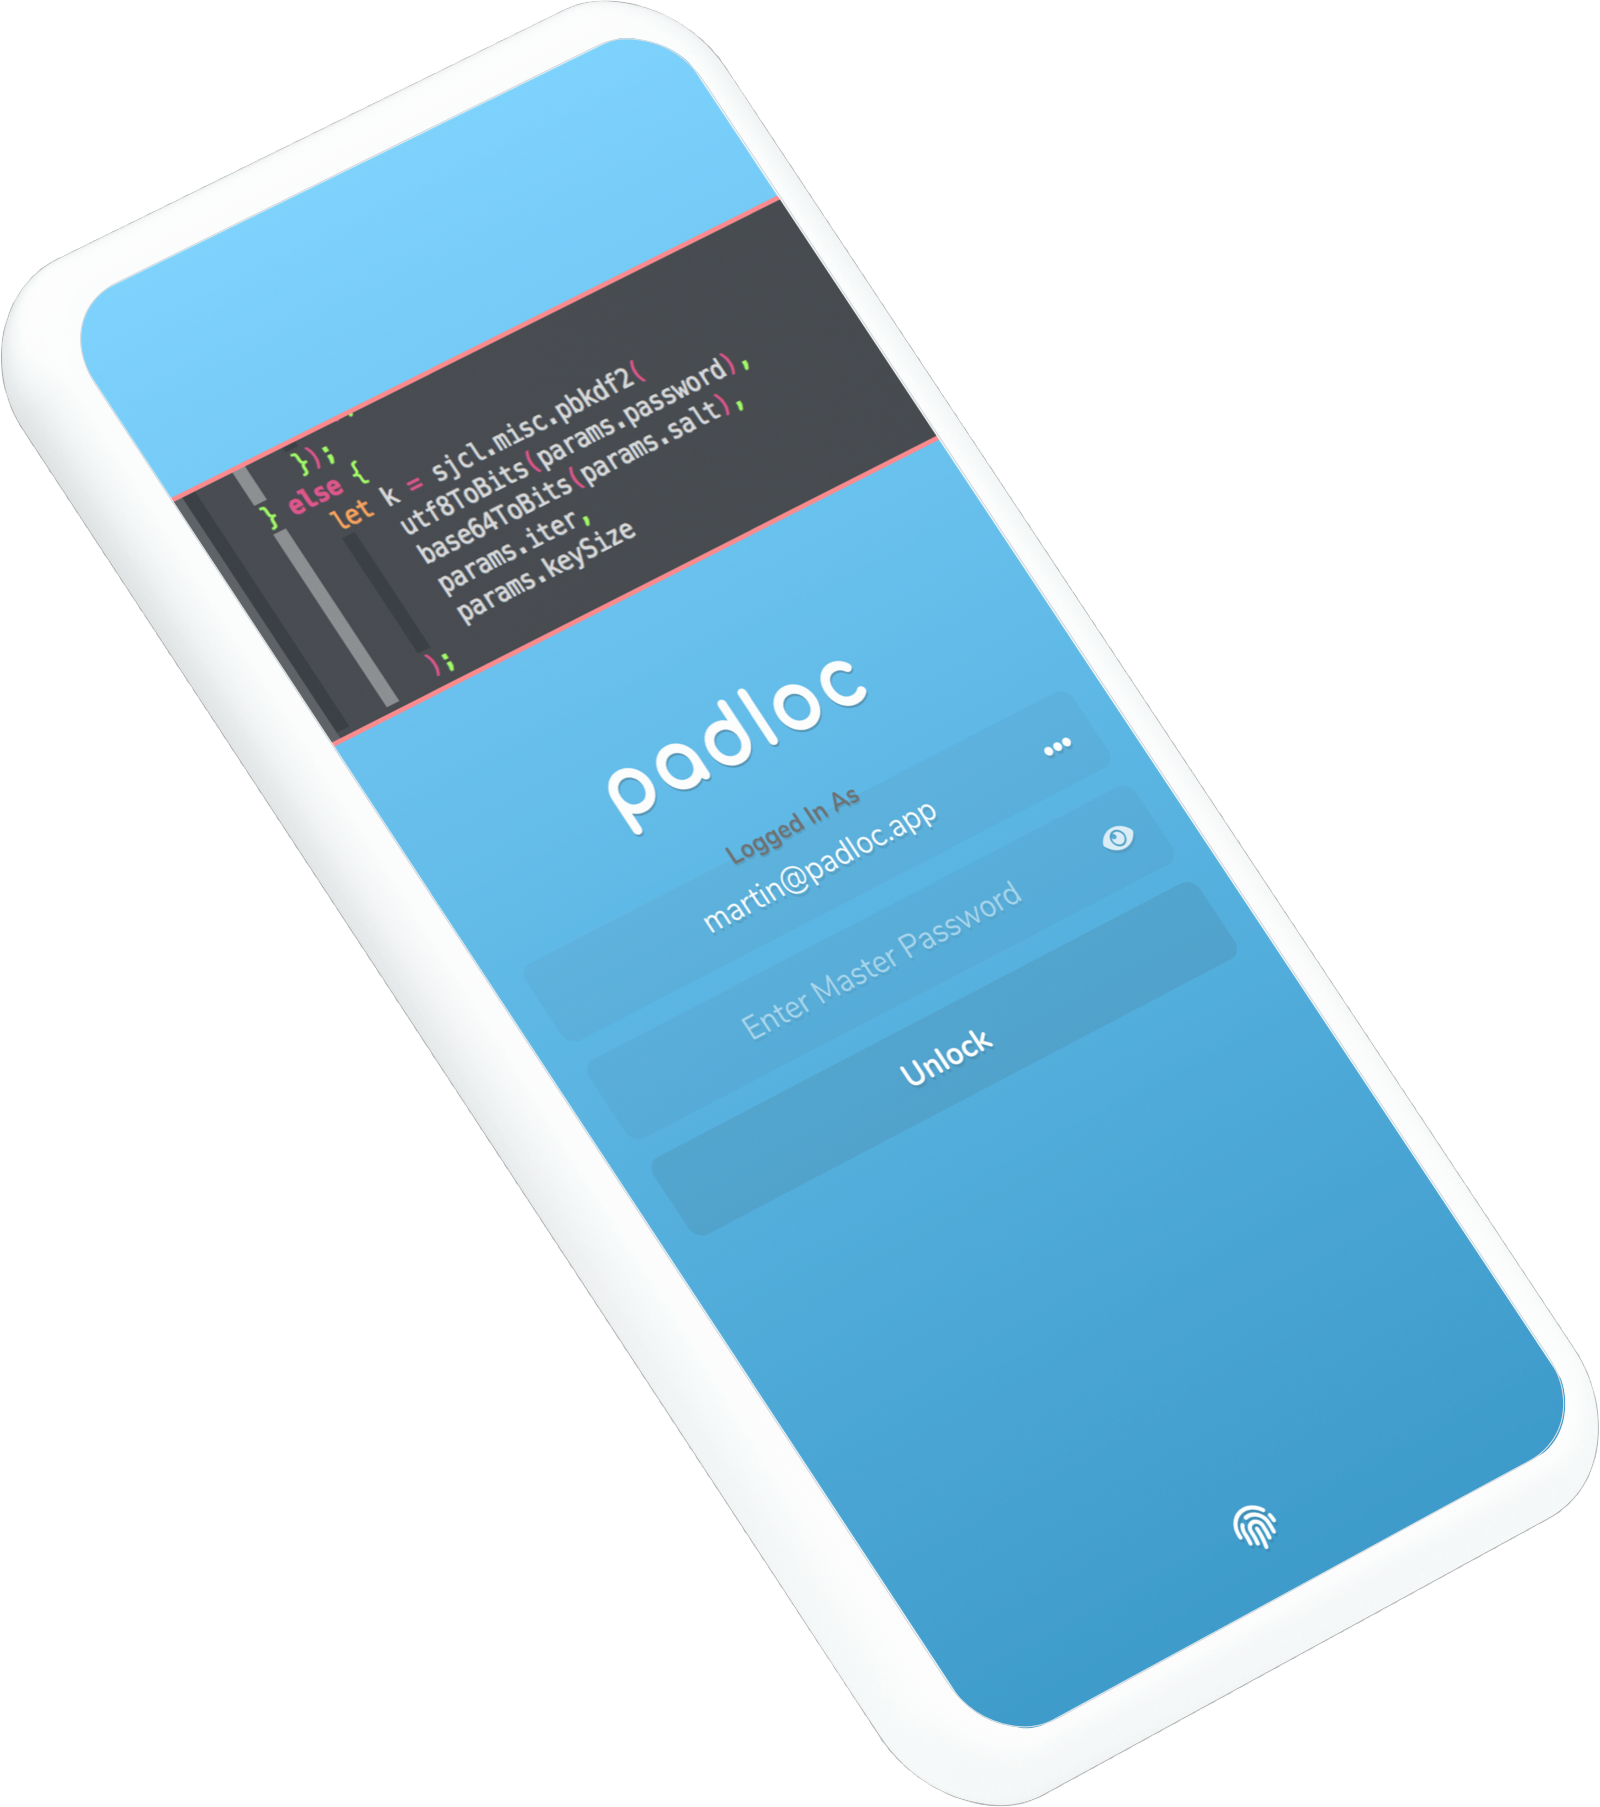 });
} else {
let k = sjcl.misc.pbkdf2(
utf8ToBits(params.password),
base64ToBits(params.salt),
params.iter,
params.keySize
);
padloc
Logged In As
martin@padloc.app
Enter Master Password
Unlock